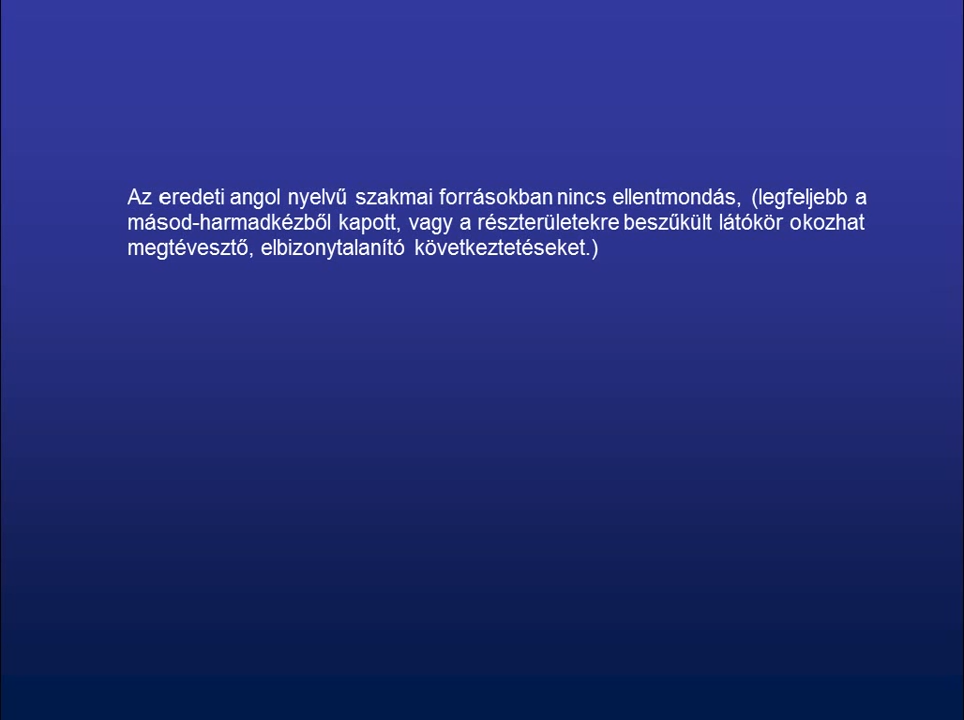 Az eredeti angol nyelvű szakmai forrásokban nincs ellentmondás, (legfeljebb a
másod-harmadkézből kapott, vagy a részterületekre beszűkült látókör okozhat
megtévesztő, elbizonytalanító következtetéseket.)